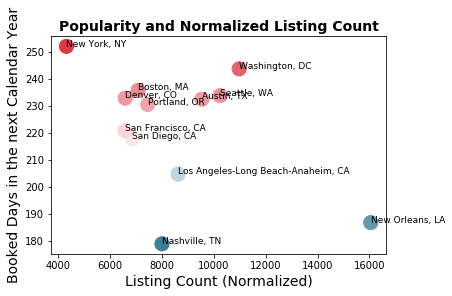 Popularity and Normalized Listing Count
Booked Days in the next Calendar Year
250
240
230
220
210
200
190
180
New York, NY
Washington, DC
Boston, MA
Denver, CO
Seattle, WA
Austin, TX
Portland, OR
San Francisco, CA
San Diego, CA
Los Angeles-Long Beach-Anaheim, CA
New Orleans, LA
Nashville, TN
4000
6000
8000
10000
12000
14000
16000
Listing Count (Normalized)